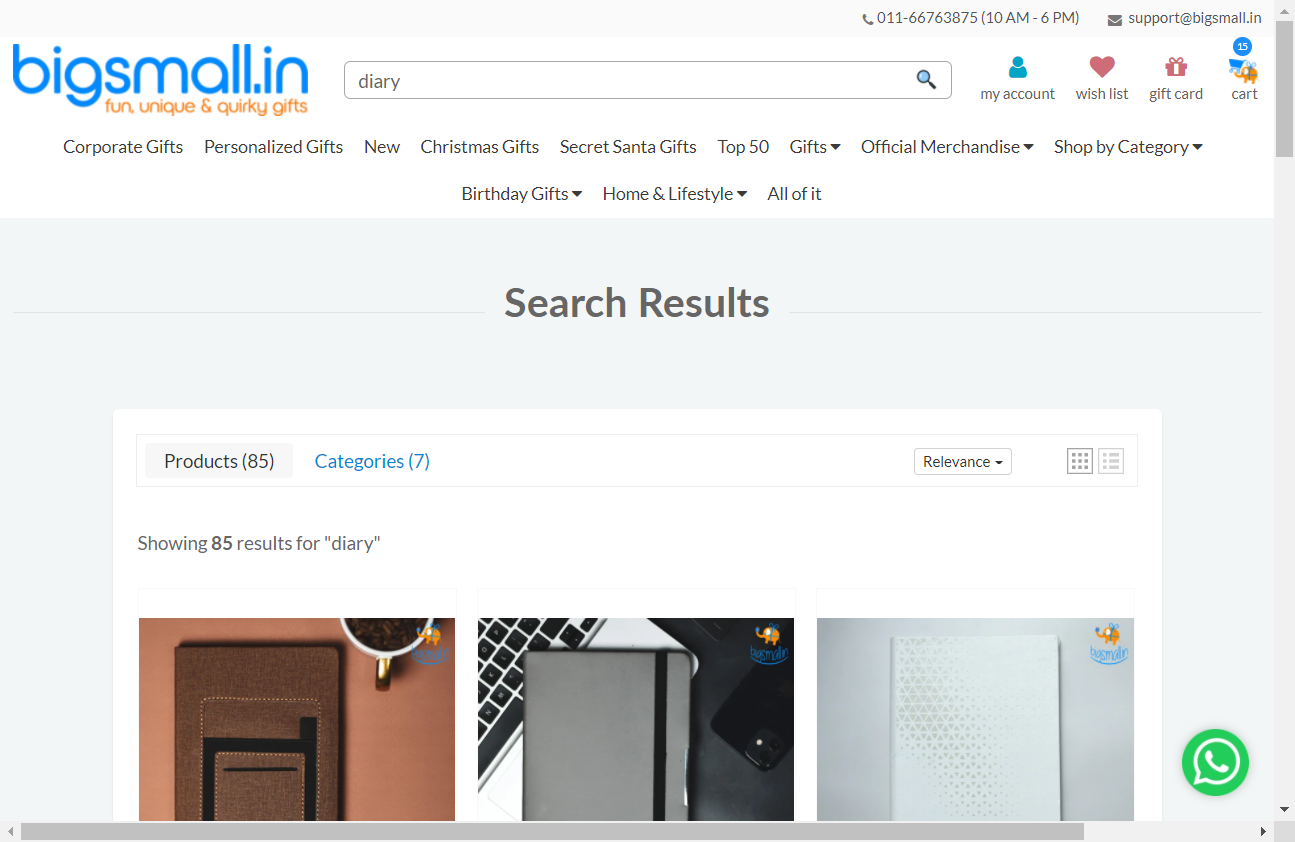 011-66763875 (10 AM - 6 PM) support@bigsmall.in
bigsmall.in
fun, unique & quirky gifts
diary
my account wish list gift card 15 cart
Corporate Gifts Personalized Gifts New Christmas Gifts Secret Santa Gifts Top 50 Gifts Official Merchandise Shop by Category
Birthday Gifts Home & Lifestyle All of it
Search Results
Products (85) Categories (7) Relevance
Showing 85 results for "diary"
bigsmall.in bigsmall.in bigsmall.in